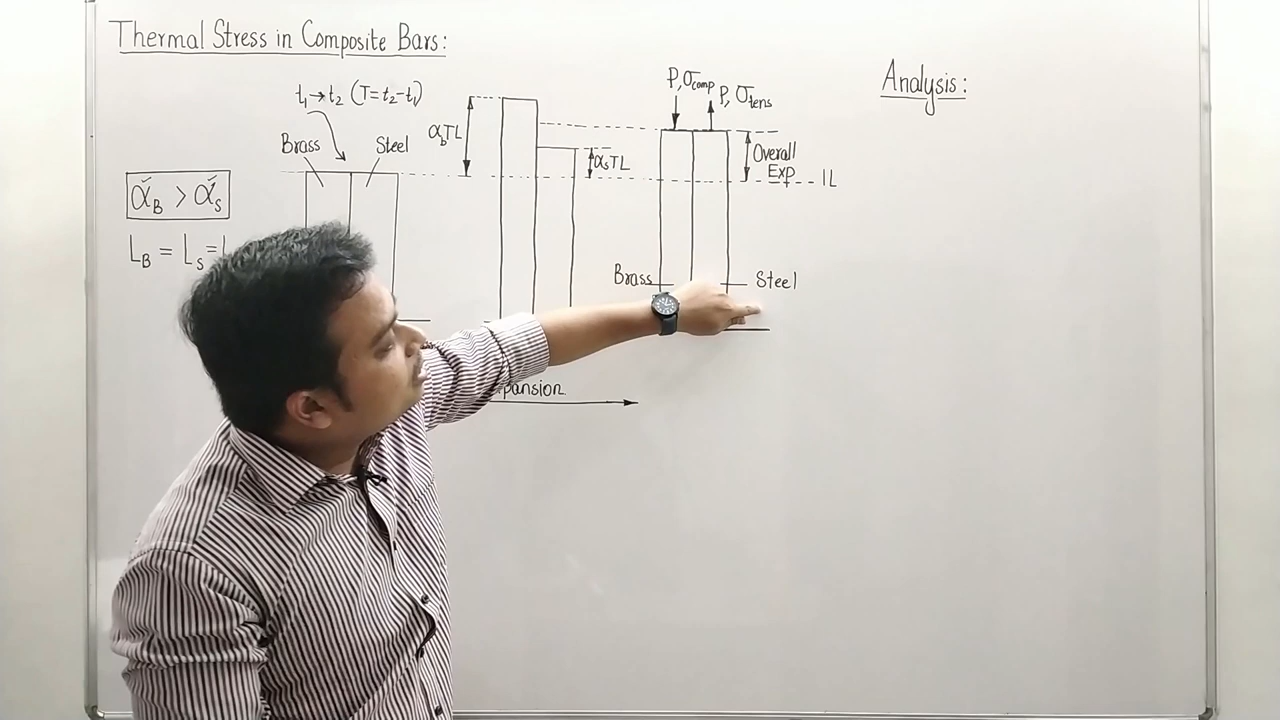 Thermal Stress in Composite Bars:
t₁→t₂ (T=t₂-t₁)
Brass
Steel
α_B > α_S
L_B = L_S =
α_bTL
α_sTL
P,σ_comp
P, σ_tens
Overall
Exp
IL
Brass
Steel
Analysis: